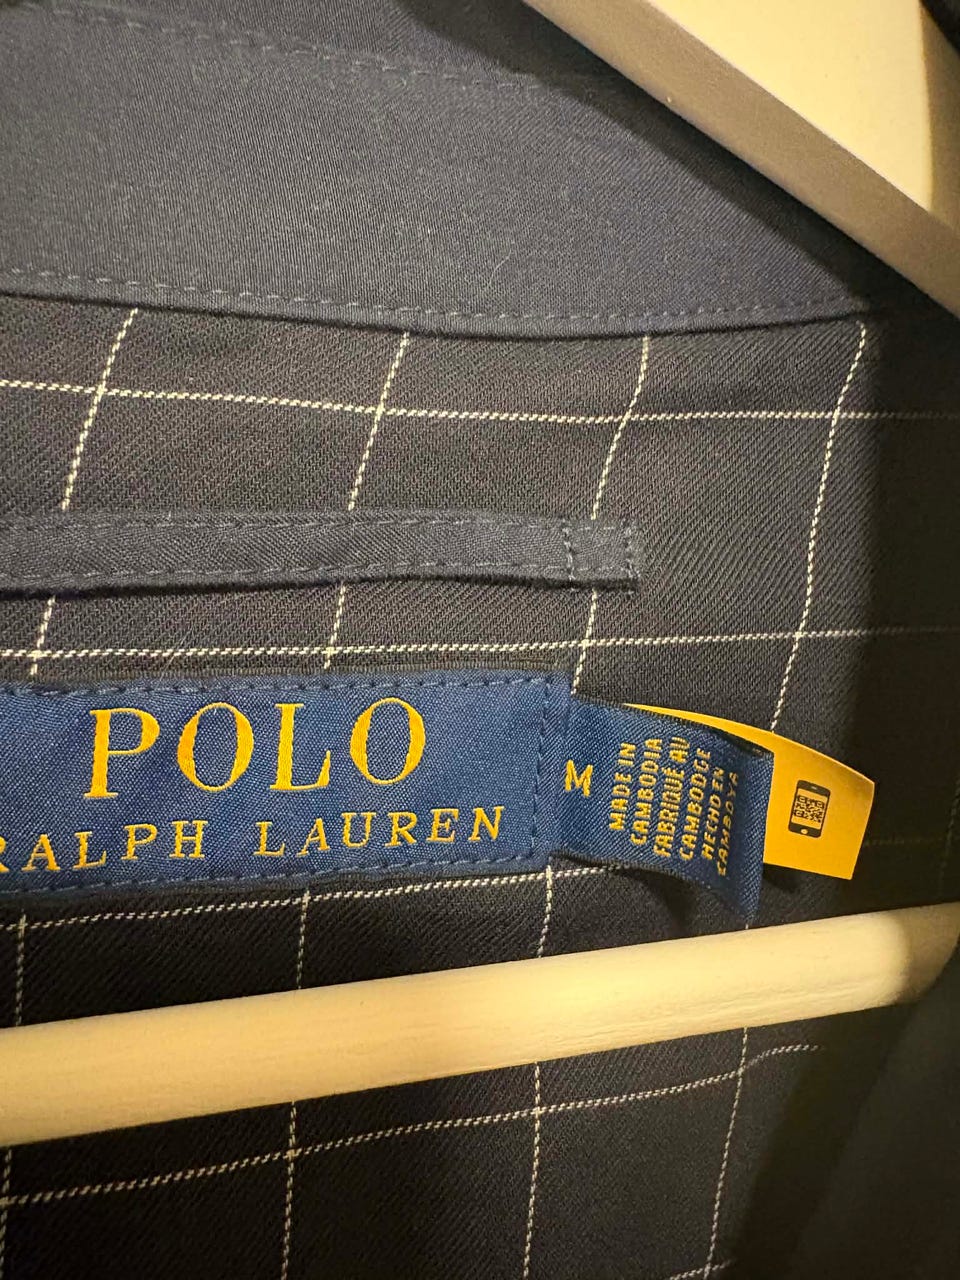 POLO
RALPH LAUREN
M
MADE IN
CAMBODIA
FABRIQUÉ AU
CAMBODGE
HECHO EN
CAMBOYA